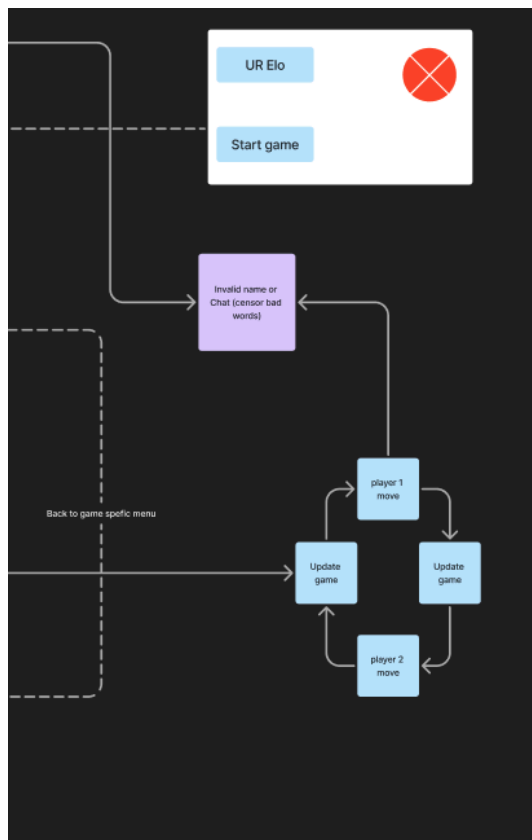 UR Elo
Start game
Invalid name or
Chat (censor bad
words)
Back to game spefic menu
player 1
move
Update
game
Update
game
player 2
move